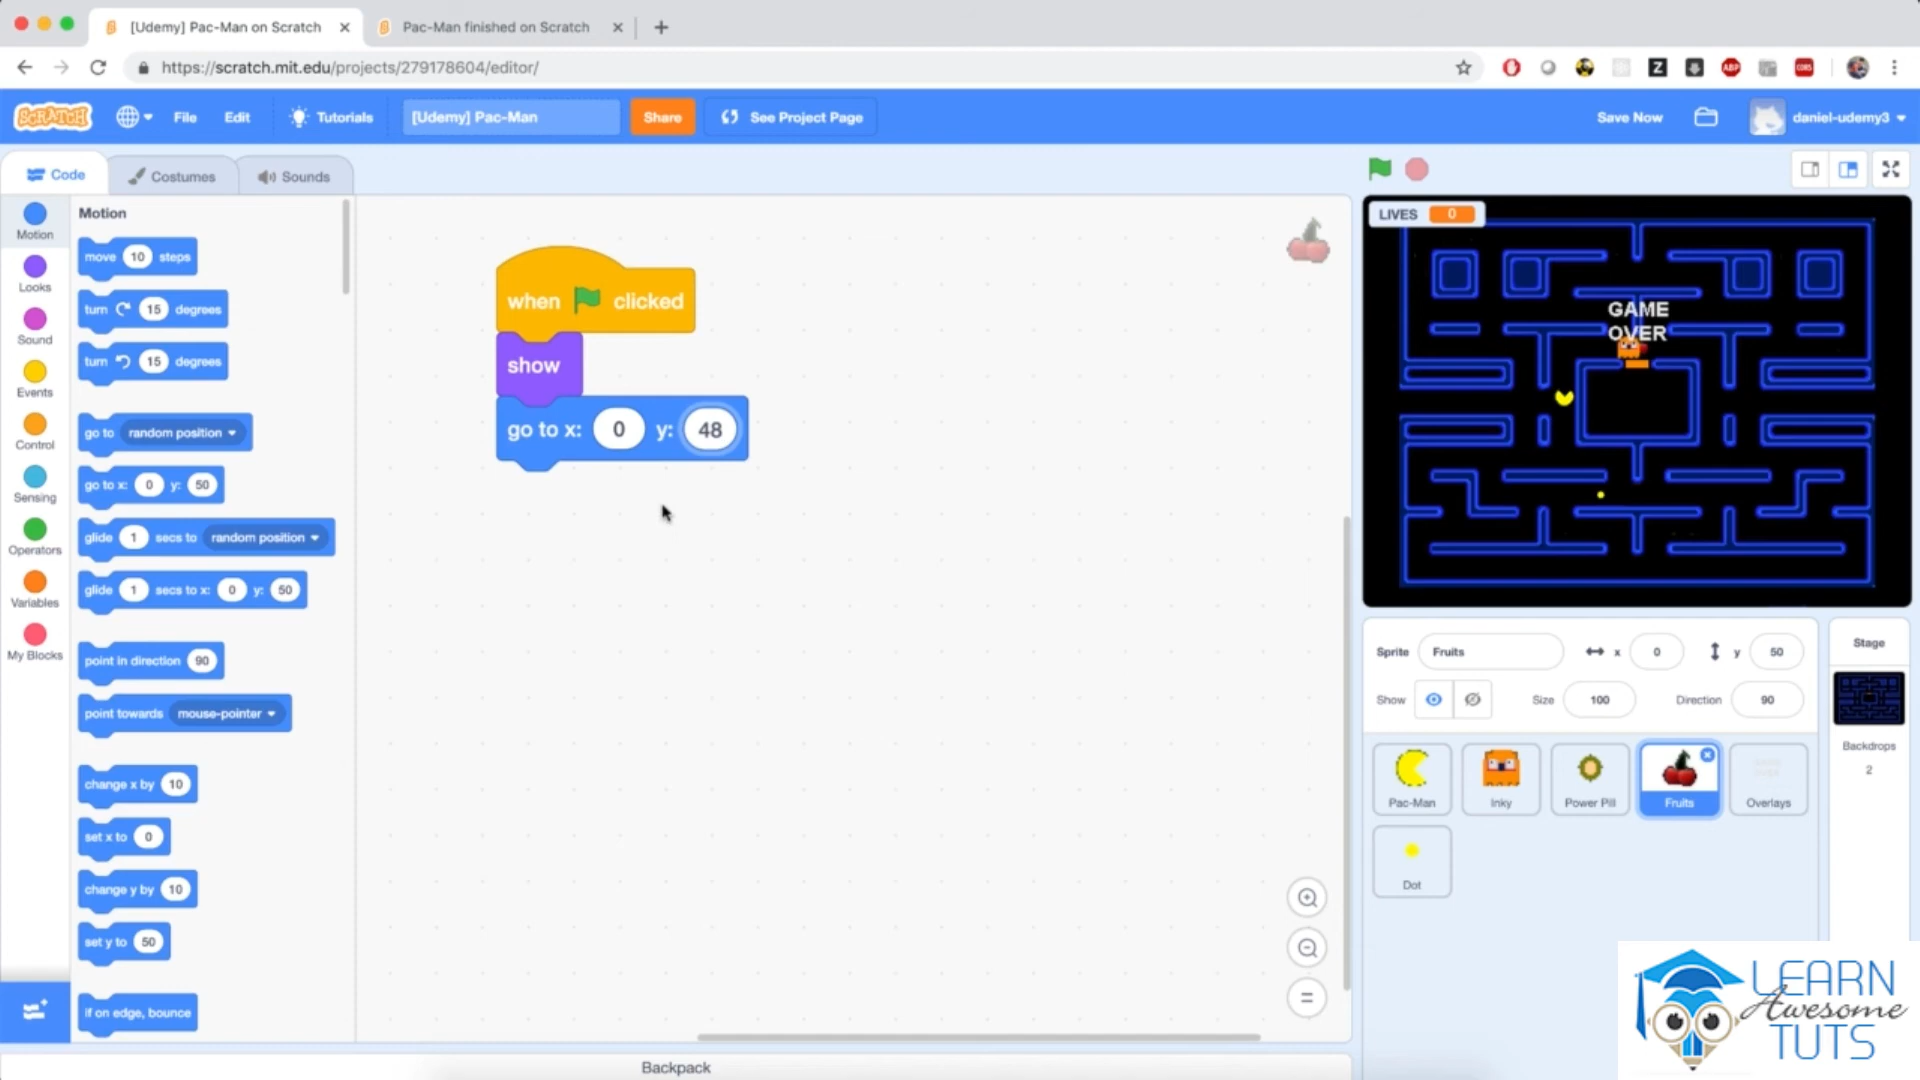 [Udemy] Pac-Man on Scratch
Pac-Man finished on Scratch
https://scratch.mit.edu/projects/279178604/editor/
Z
ABP
CORS
SCRATCH
File
Edit
Tutorials
[Udemy] Pac-Man
Share
See Project Page
Save Now
daniel-udemy3
Code
Costumes
Sounds
Motion
Looks
Sound
Events
Control
Sensing
Operators
Variables
My Blocks
Motion
move 10 steps
turn 15 degrees
turn 15 degrees
go to random position
go to x: 0 y: 50
glide 1 secs to random position
glide 1 secs to x: 0 y: 50
point in direction 90
point towards mouse-pointer
change x by 10
set x to 0
change y by 10
set y to 50
if on edge, bounce
when clicked
show
go to x: 0 y: 48
Backpack
LIVES 0
GAME
OVER
Sprite Fruits x 0 y 50
Show Size 100 Direction 90
Pac-Man
Inky
Power Pill
Fruits
Overlays
Dot
Stage
Backdrops
2
LEARN
Awesome
TUTS